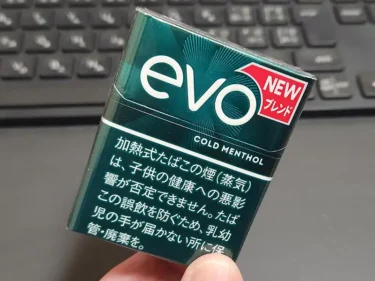 evo
NEW
ブレンド
COLD MENTHOL
加熱式たばこの煙(蒸気)
は、子供の健康への悪影
響が否定できません。たば
この誤飲を防ぐため、乳幼
児の手が届かない所に保
管・廃棄を。